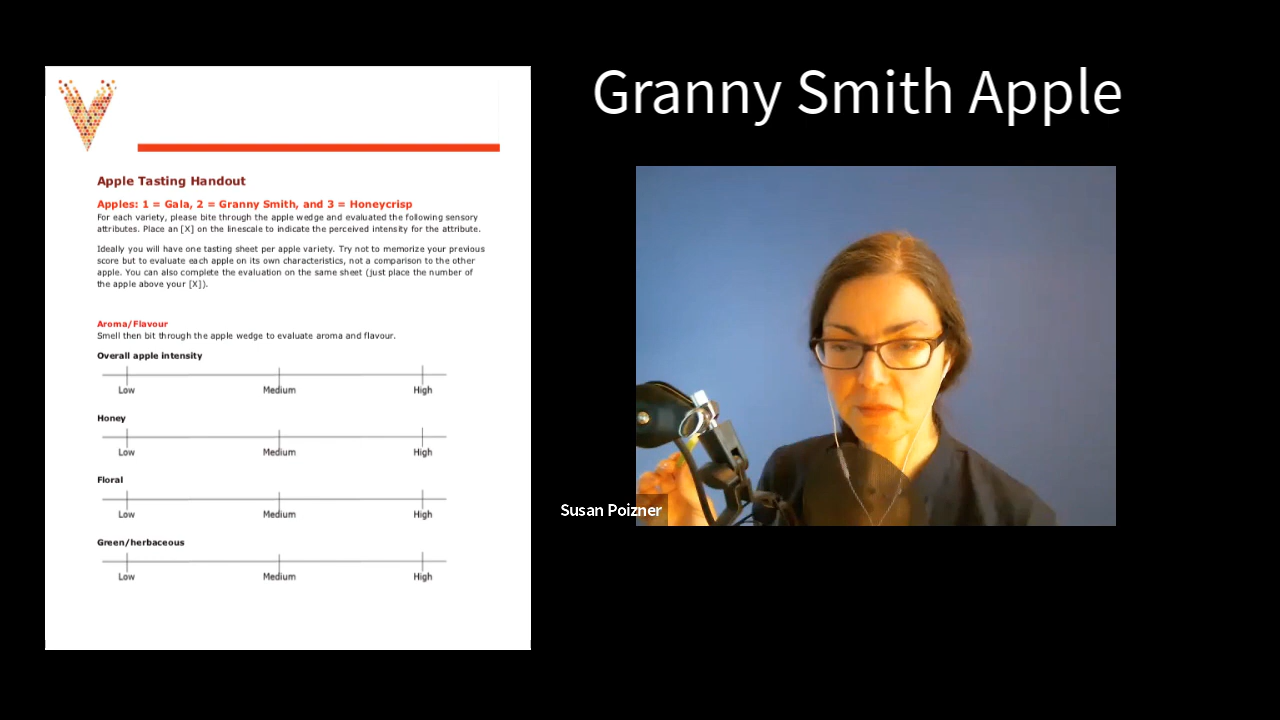 Granny Smith Apple
Apple Tasting Handout
Apples: 1 = Gala, 2 = Granny Smith, and 3 = Honeycrisp
For each variety, please bite through the apple wedge and evaluated the following sensory
attributes. Place an [X] on the linescale to indicate the perceived intensity for the attribute.
Ideally you will have one tasting sheet per apple variety. Try not to memorize your previous
score but to evaluate each apple on its own characteristics, not a comparison to the other
apple. You can also complete the evaluation on the same sheet (just place the number of
the apple above your [X]).
Aroma/Flavour
Smell then bit through the apple wedge to evaluate aroma and flavour.
Overall apple intensity
Low Medium High
Honey
Low Medium High
Floral
Low Medium High
Green/herbaceous
Low Medium High
Susan Poizner